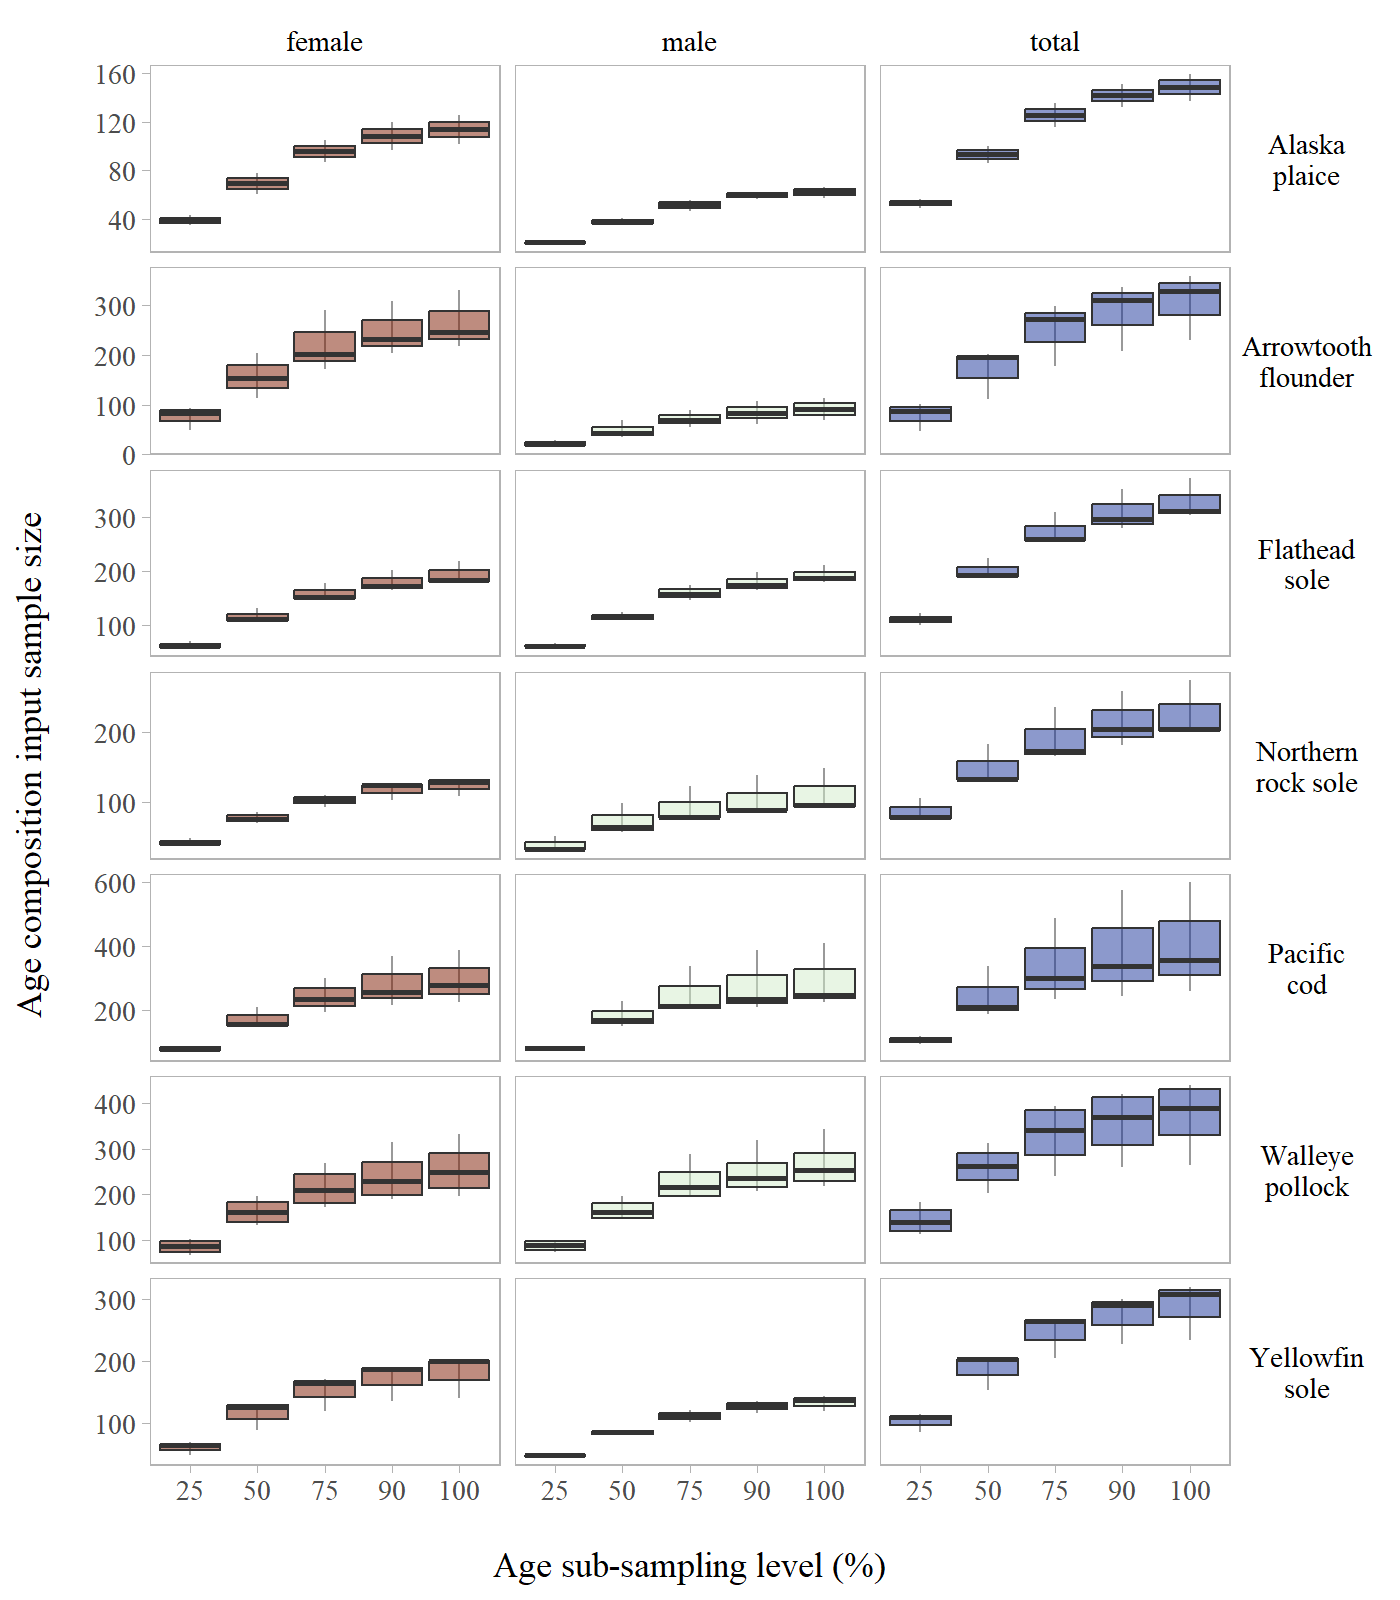 female male total
160
120
80
40
Alaska
plaice
300
200
100
0
Arrowtooth
flounder
300
200
100
Flathead
sole
200
100
Northern
rock sole
600
400
200
Pacific
cod
400
300
200
100
Walleye
pollock
300
200
100
Yellowfin
sole
25 50 75 90 100 25 50 75 90 100 25 50 75 90 100
Age sub-sampling level (%)
Age composition input sample size